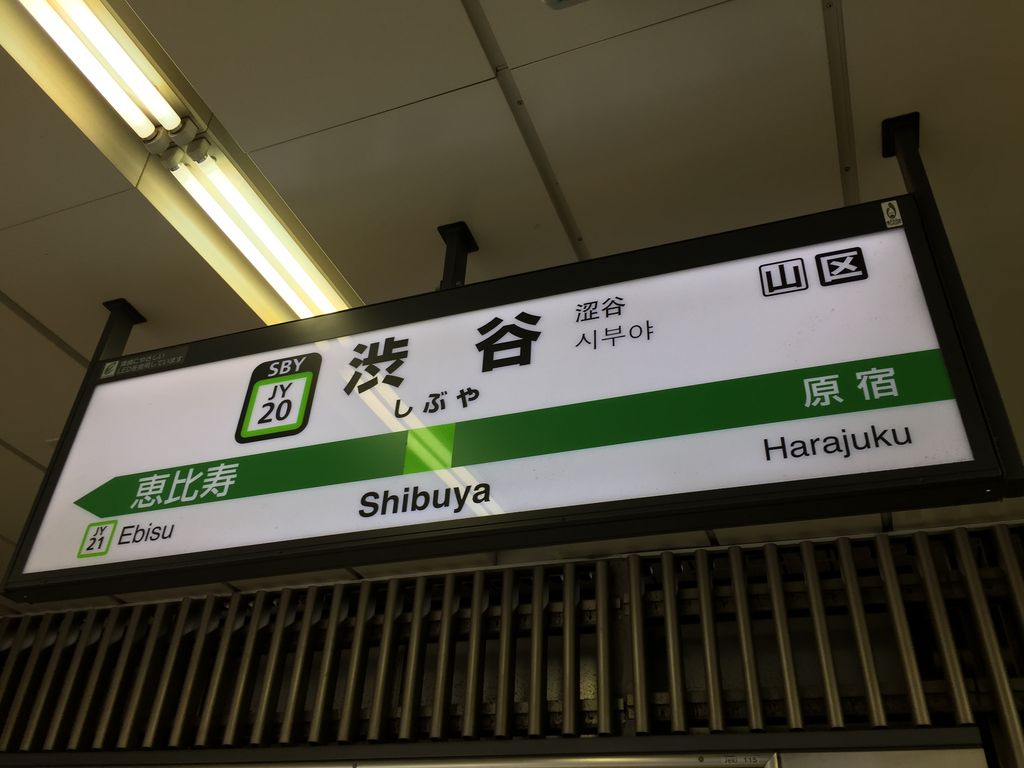 山 区
渋谷
澀谷
시부야
しぶや
SBY
JY
20
恵比寿
原宿
Shibuya
Harajuku
JY
21
Ebisu